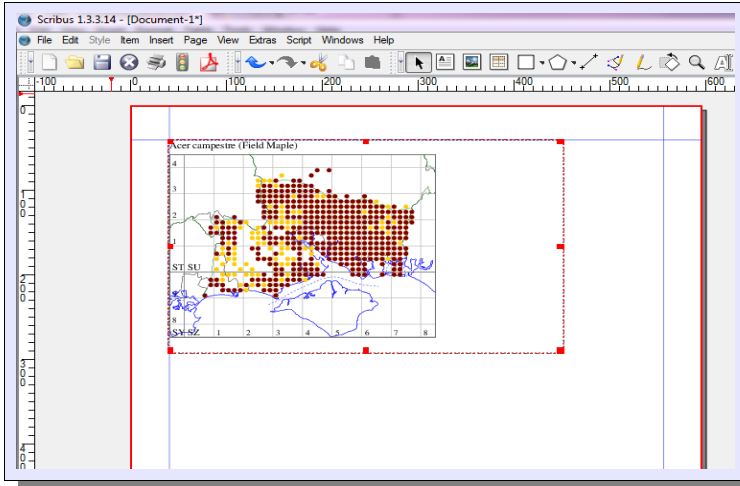 Scribus 1.3.3.14 - [Document-1*]
File Edit Style Item Insert Page View Extras Script Windows Help
-100 0 100 200 300 400 500 600
0
100
200
300
400
Acer campestre (Field Maple)
4
3
2
1
ST SU
8
SY SZ 1 2 3 4 5 6 7 8